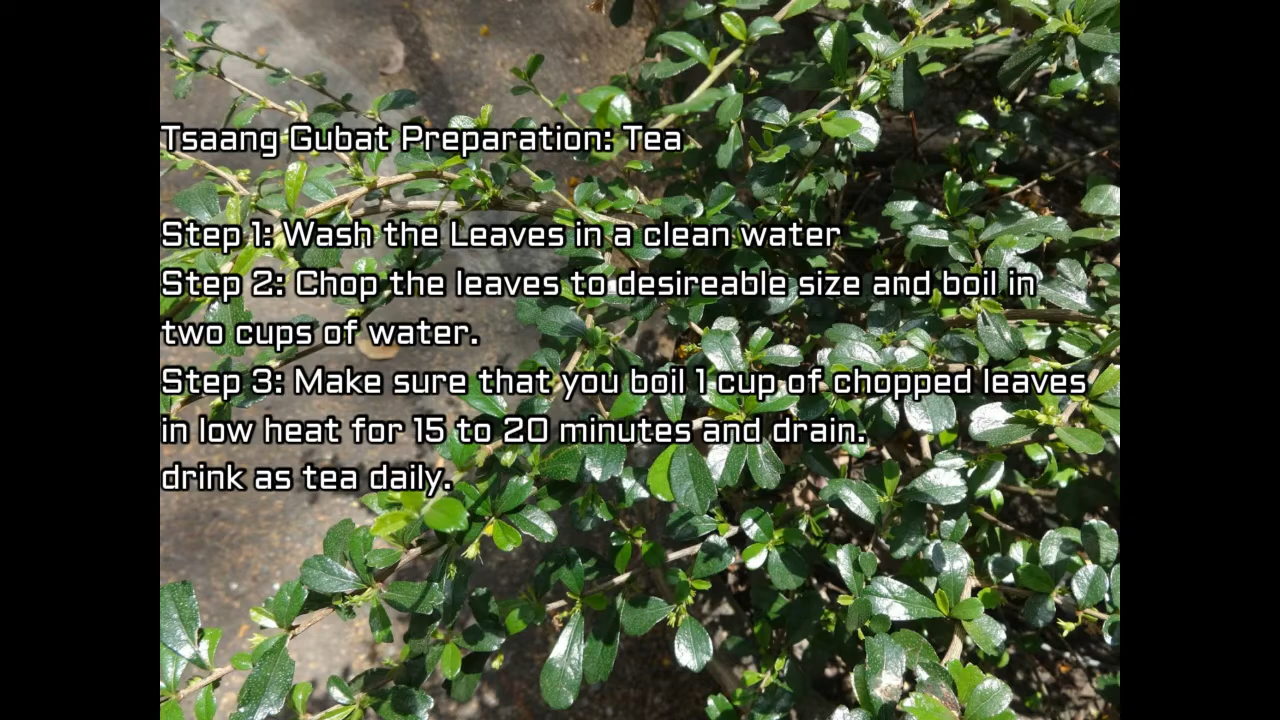 Tsaang Gubat Preparation: Tea
Step 1: Wash the Leaves in a clean water
Step 2: Chop the leaves to desireable size and boil in
two cups of water.
Step 3: Make sure that you boil 1 cup of chopped leaves
in low heat for 15 to 20 minutes and drain.
drink as tea daily.